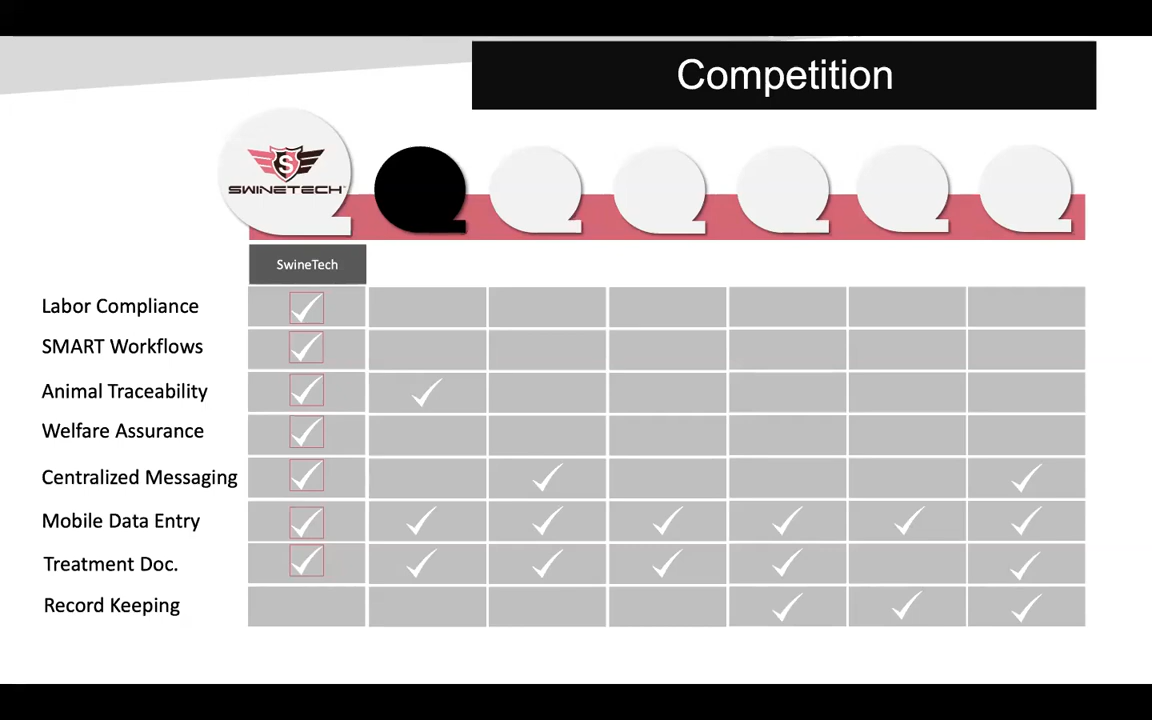 Competition
S
SWINETECH
SwineTech
Labor Compliance
SMART Workflows
Animal Traceability
Welfare Assurance
Centralized Messaging
Mobile Data Entry
Treatment Doc.
Record Keeping